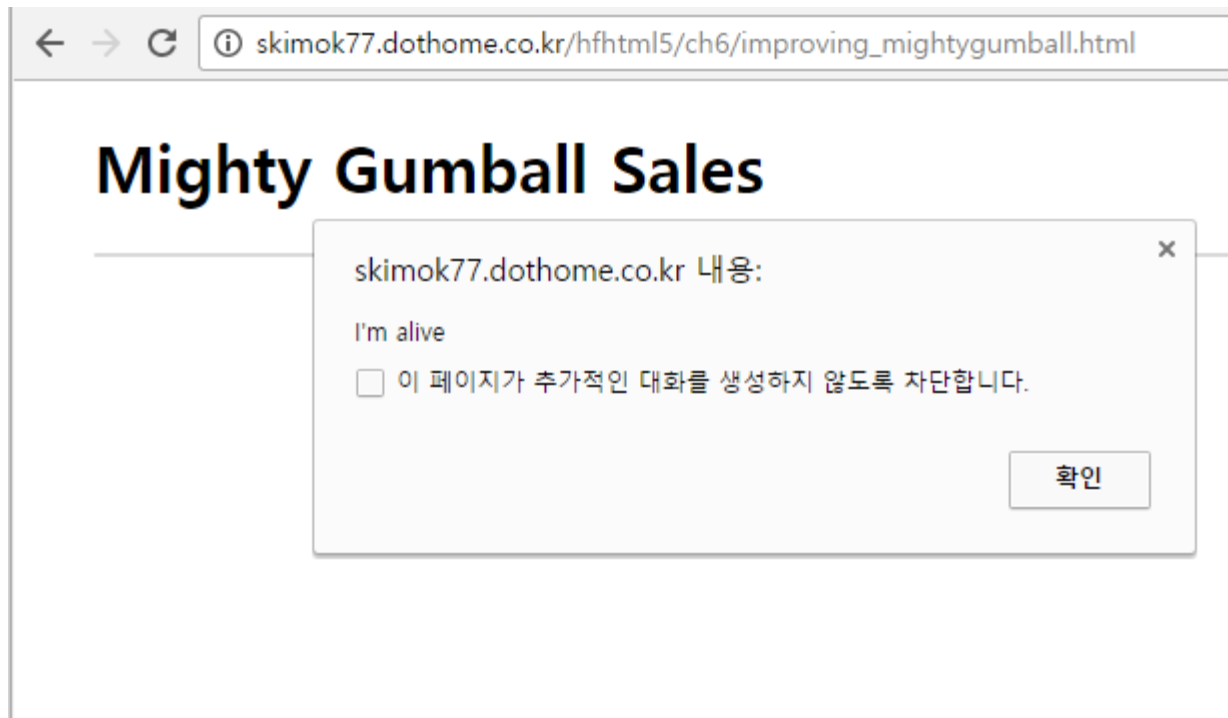 skimok77.dothome.co.kr/hfhtml5/ch6/improving_mightygumball.html
Mighty Gumball Sales
skimok77.dothome.co.kr 내용:
I'm alive
이 페이지가 추가적인 대화를 생성하지 않도록 차단합니다.
확인